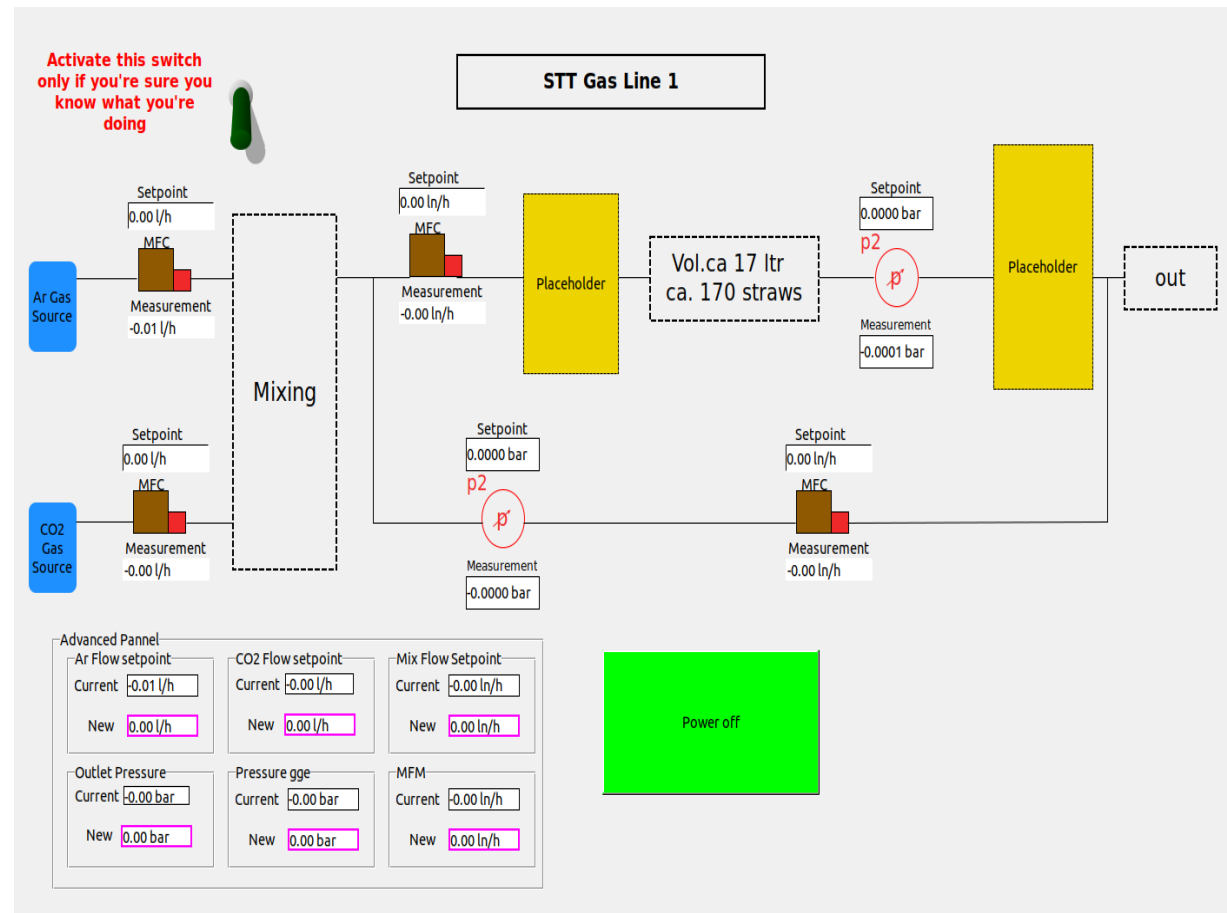 Activate this switch
only if you're sure you
know what you're
doing
STT Gas Line 1
Setpoint
0.00 l/h
MFC
Measurement
-0.01 l/h
Ar Gas
Source
Setpoint
0.00 l/h
MFC
Measurement
-0.00 l/h
CO2
Gas
Source
Mixing
Setpoint
0.00 ln/h
MFC
Measurement
-0.00 ln/h
Placeholder
Vol.ca 17 ltr
ca. 170 straws
Setpoint
0.0000 bar
p2
p
Measurement
-0.0001 bar
Placeholder
out
Setpoint
0.0000 bar
p2
p
Measurement
-0.0000 bar
Setpoint
0.00 ln/h
MFC
Measurement
-0.00 ln/h
Advanced Pannel
Ar Flow setpoint
Current -0.01 l/h
New 0.00 l/h
CO2 Flow setpoint
Current -0.00 l/h
New 0.00 l/h
Mix Flow Setpoint
Current -0.00 ln/h
New 0.00 ln/h
Outlet Pressure
Current -0.00 bar
New 0.00 bar
Pressure gge
Current -0.00 bar
New 0.00 bar
MFM
Current -0.00 ln/h
New 0.00 ln/h
Power off